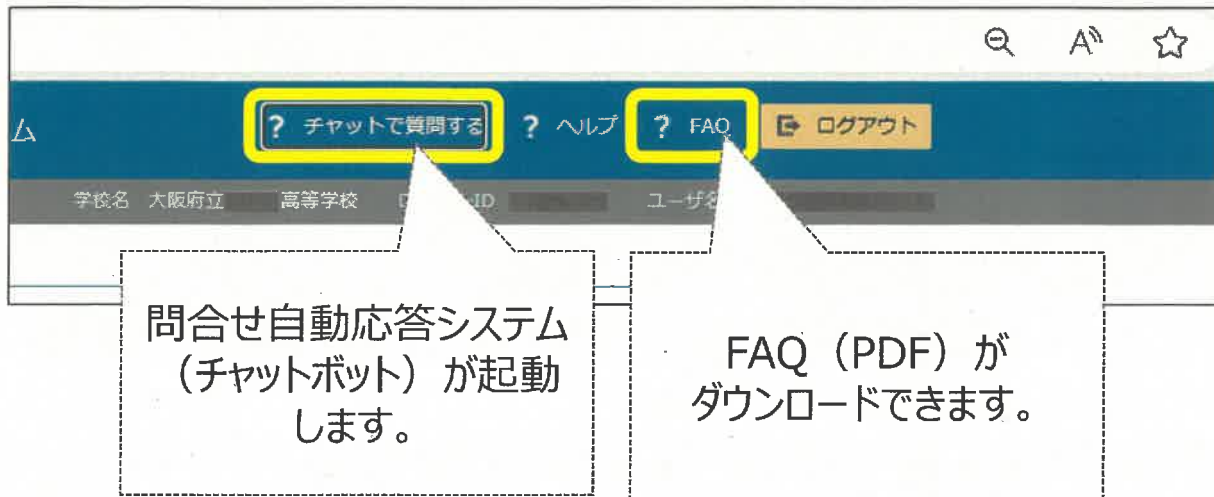 ム ? チャットで質問する ? ヘルプ ? FAQ ログアウト
学校名 大阪府立 高等学校 ID ユーザ名
問合せ自動応答システム
(チャットボット)が起動
します。
FAQ(PDF)が
ダウンロードできます。